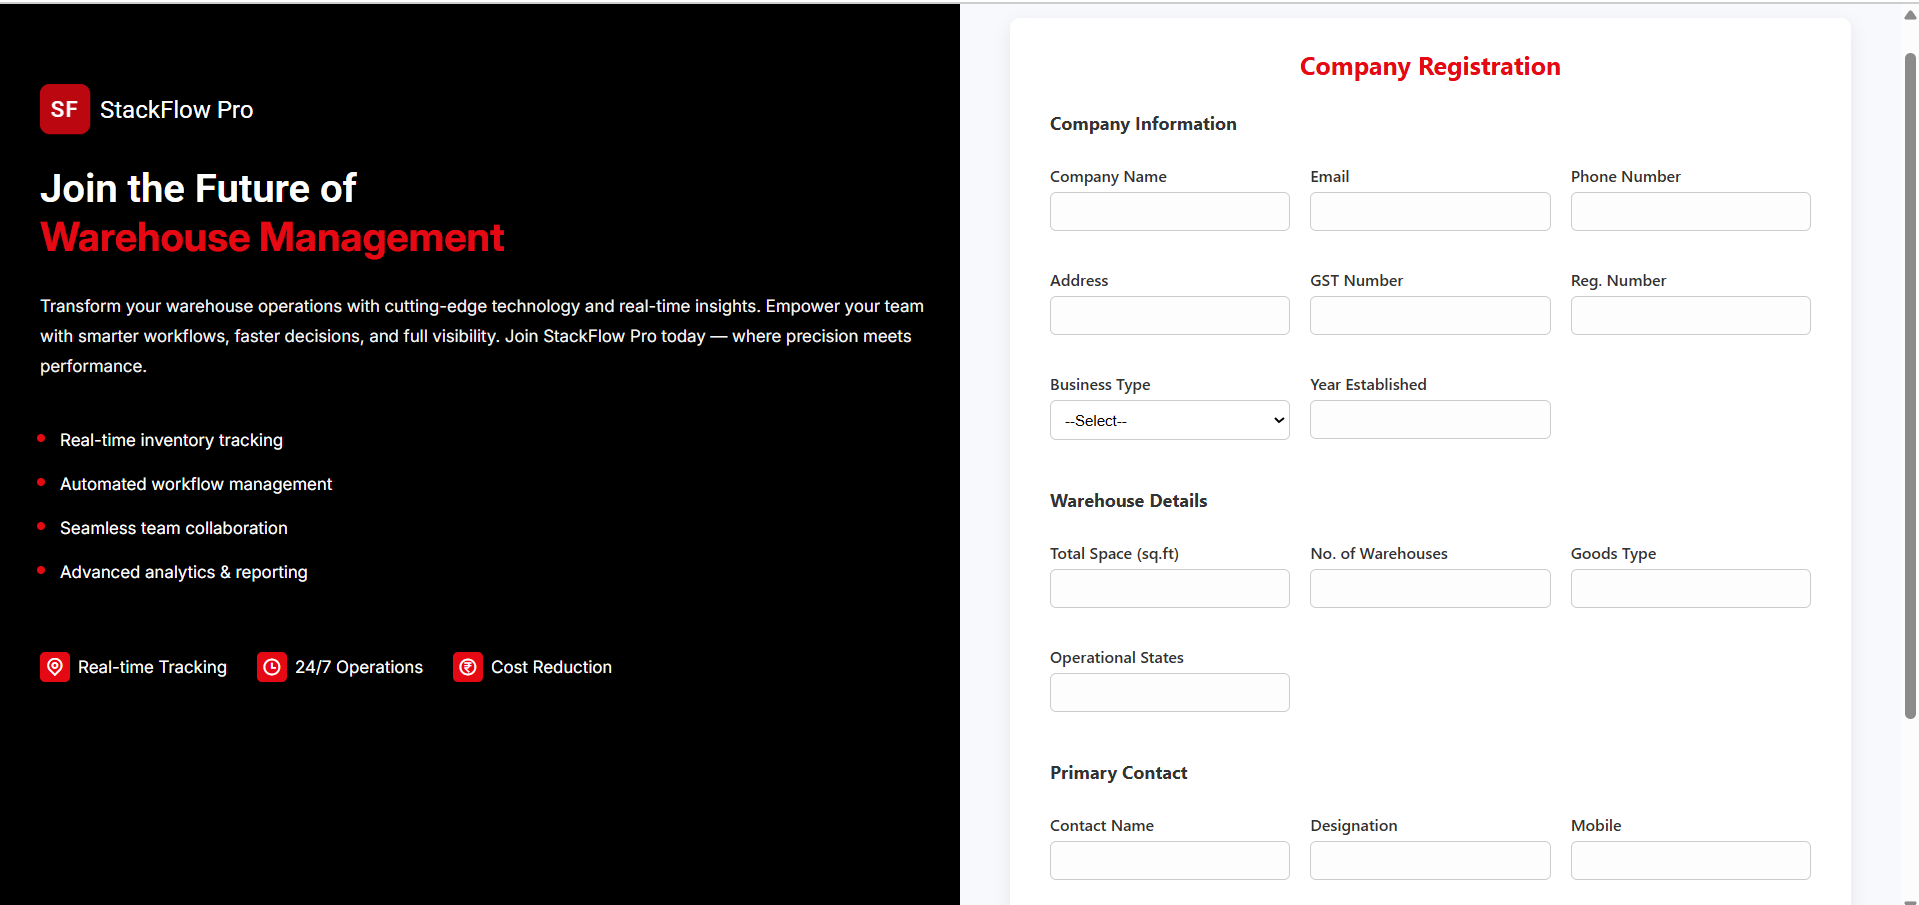 SF
StackFlow Pro
Join the Future of
Warehouse Management
Transform your warehouse operations with cutting-edge technology and real-time insights. Empower your team
with smarter workflows, faster decisions, and full visibility. Join StackFlow Pro today — where precision meets
performance.
Real-time inventory tracking
Automated workflow management
Seamless team collaboration
Advanced analytics & reporting
Real-time Tracking
24/7 Operations
₹
Cost Reduction
Company Registration
Company Information
Company Name
Email
Phone Number
Address
GST Number
Reg. Number
Business Type
Year Established
--Select--
Warehouse Details
Total Space (sq.ft)
No. of Warehouses
Goods Type
Operational States
Primary Contact
Contact Name
Designation
Mobile